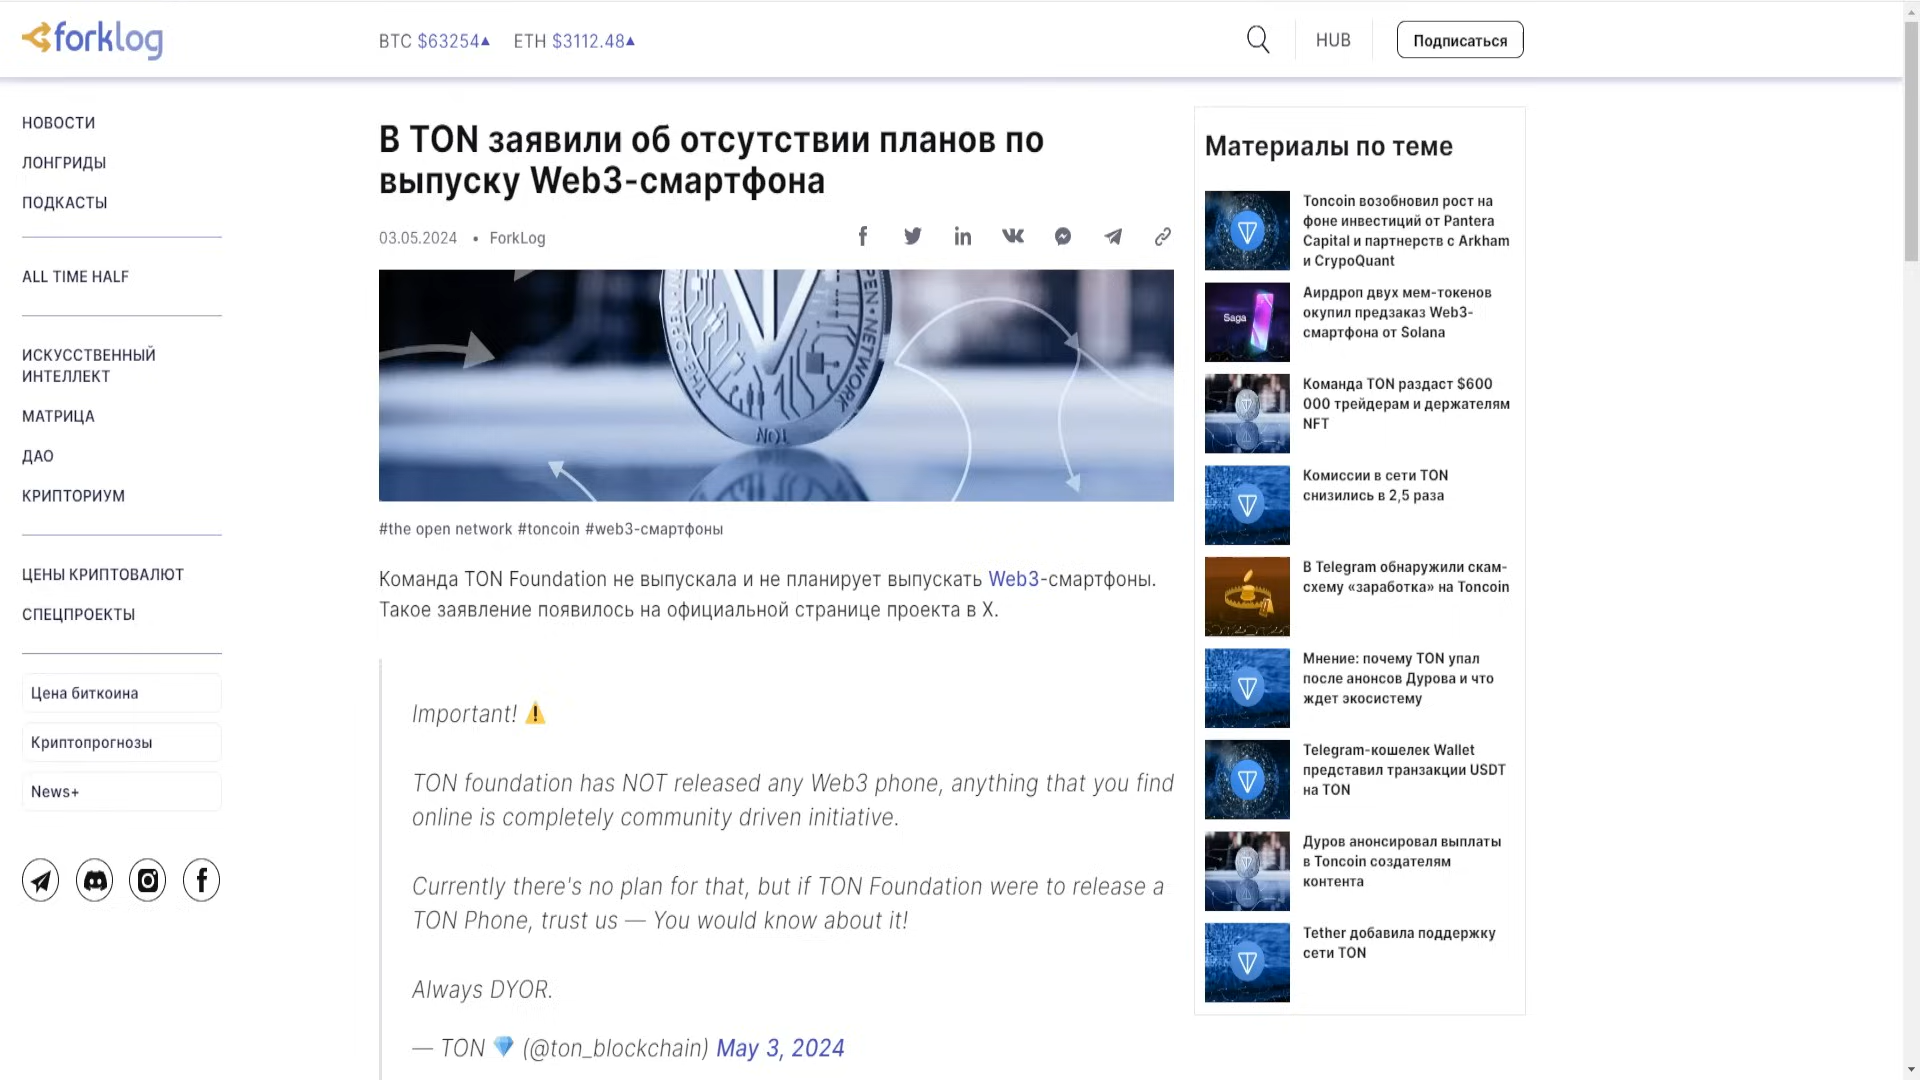 forklog
BTC $63254▲ ETH $3112.48▲
HUB
Подписаться
НОВОСТИ
ЛОНГРИДЫ
ПОДКАСТЫ
ALL TIME HALF
ИСКУССТВЕННЫЙ
ИНТЕЛЛЕКТ
МАТРИЦА
ДАО
КРИПТОРИУМ
ЦЕНЫ КРИПТОВАЛЮТ
СПЕЦПРОЕКТЫ
Цена биткоина
Криптопрогнозы
News+
В TON заявили об отсутствии планов по
выпуску Web3-смартфона
03.05.2024 • ForkLog
THE OPEN NETWORK
TON
#the open network #toncoin #web3-смартфоны
Команда TON Foundation не выпускала и не планирует выпускать Web3-смартфоны.
Такое заявление появилось на официальной странице проекта в X.
Important! ⚠️
TON foundation has NOT released any Web3 phone, anything that you find
online is completely community driven initiative.
Currently there's no plan for that, but if TON Foundation were to release a
TON Phone, trust us — You would know about it!
Always DYOR.
— TON 💎 (@ton_blockchain) May 3, 2024
Материалы по теме
Toncoin возобновил рост на
фоне инвестиций от Pantera
Capital и партнерств с Arkham
и CrypoQuant
Saga
Аирдроп двух мем-токенов
окупил предзаказ Web3-
смартфона от Solana
Команда TON раздаст $600
000 трейдерам и держателям
NFT
Комиссии в сети TON
снизились в 2,5 раза
В Telegram обнаружили скам-
схему «заработка» на Toncoin
Мнение: почему TON упал
после анонсов Дурова и что
ждет экосистему
Telegram-кошелек Wallet
представил транзакции USDT
на TON
Дуров анонсировал выплаты
в Toncoin создателям
контента
Tether добавила поддержку
сети TON